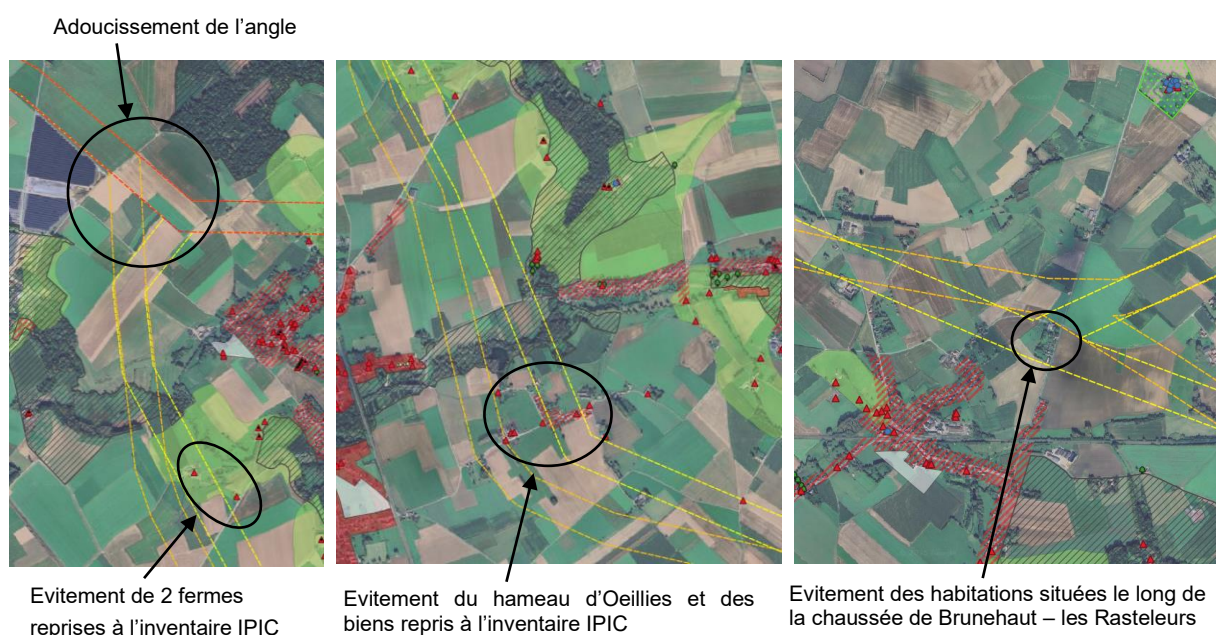 Adoucissement de l’angle
Evitement de 2 fermes
reprises à l’inventaire IPIC
Evitement du hameau d’Oeillies et des
biens repris à l’inventaire IPIC
Evitement des habitations situées le long de
la chaussée de Brunehaut – les Rasteleurs